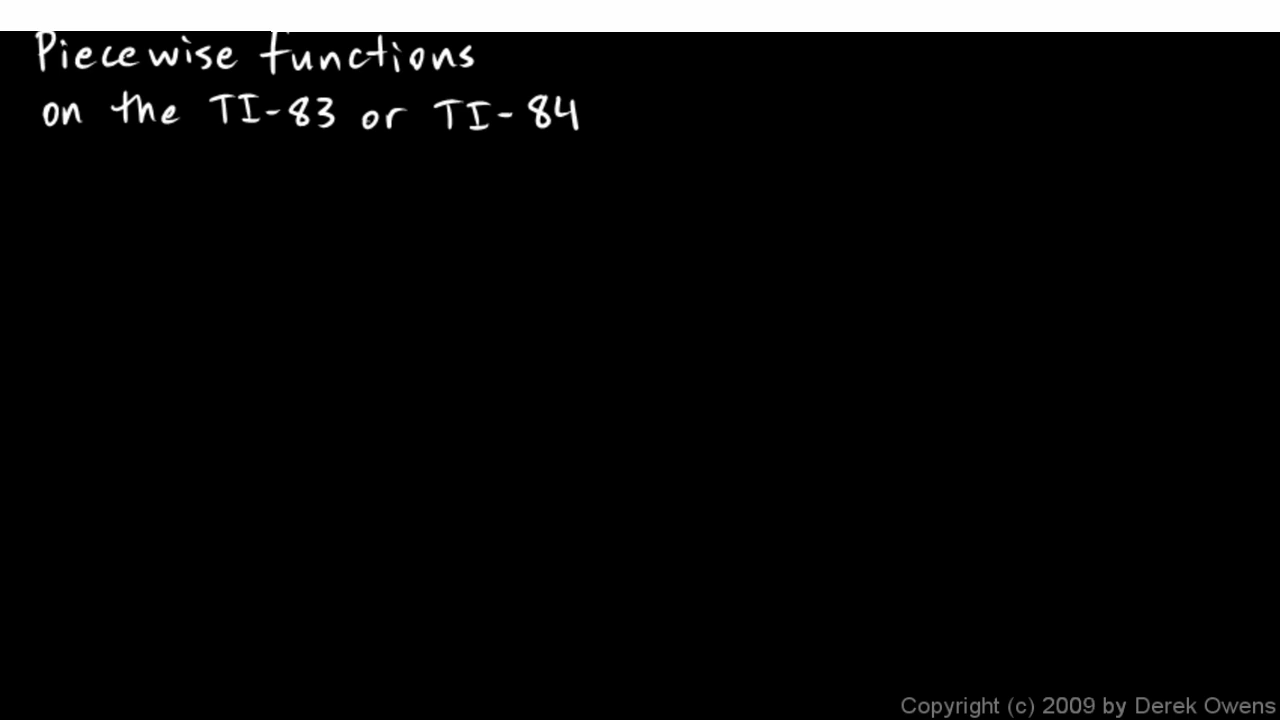 Piecewise functions
on the TI-83 or TI-84
Copyright (c) 2009 by Derek Owens